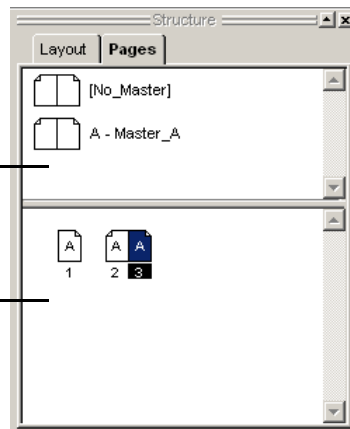 Structure
Layout Pages
[No_Master]
A - Master_A
A A A
1 2 3